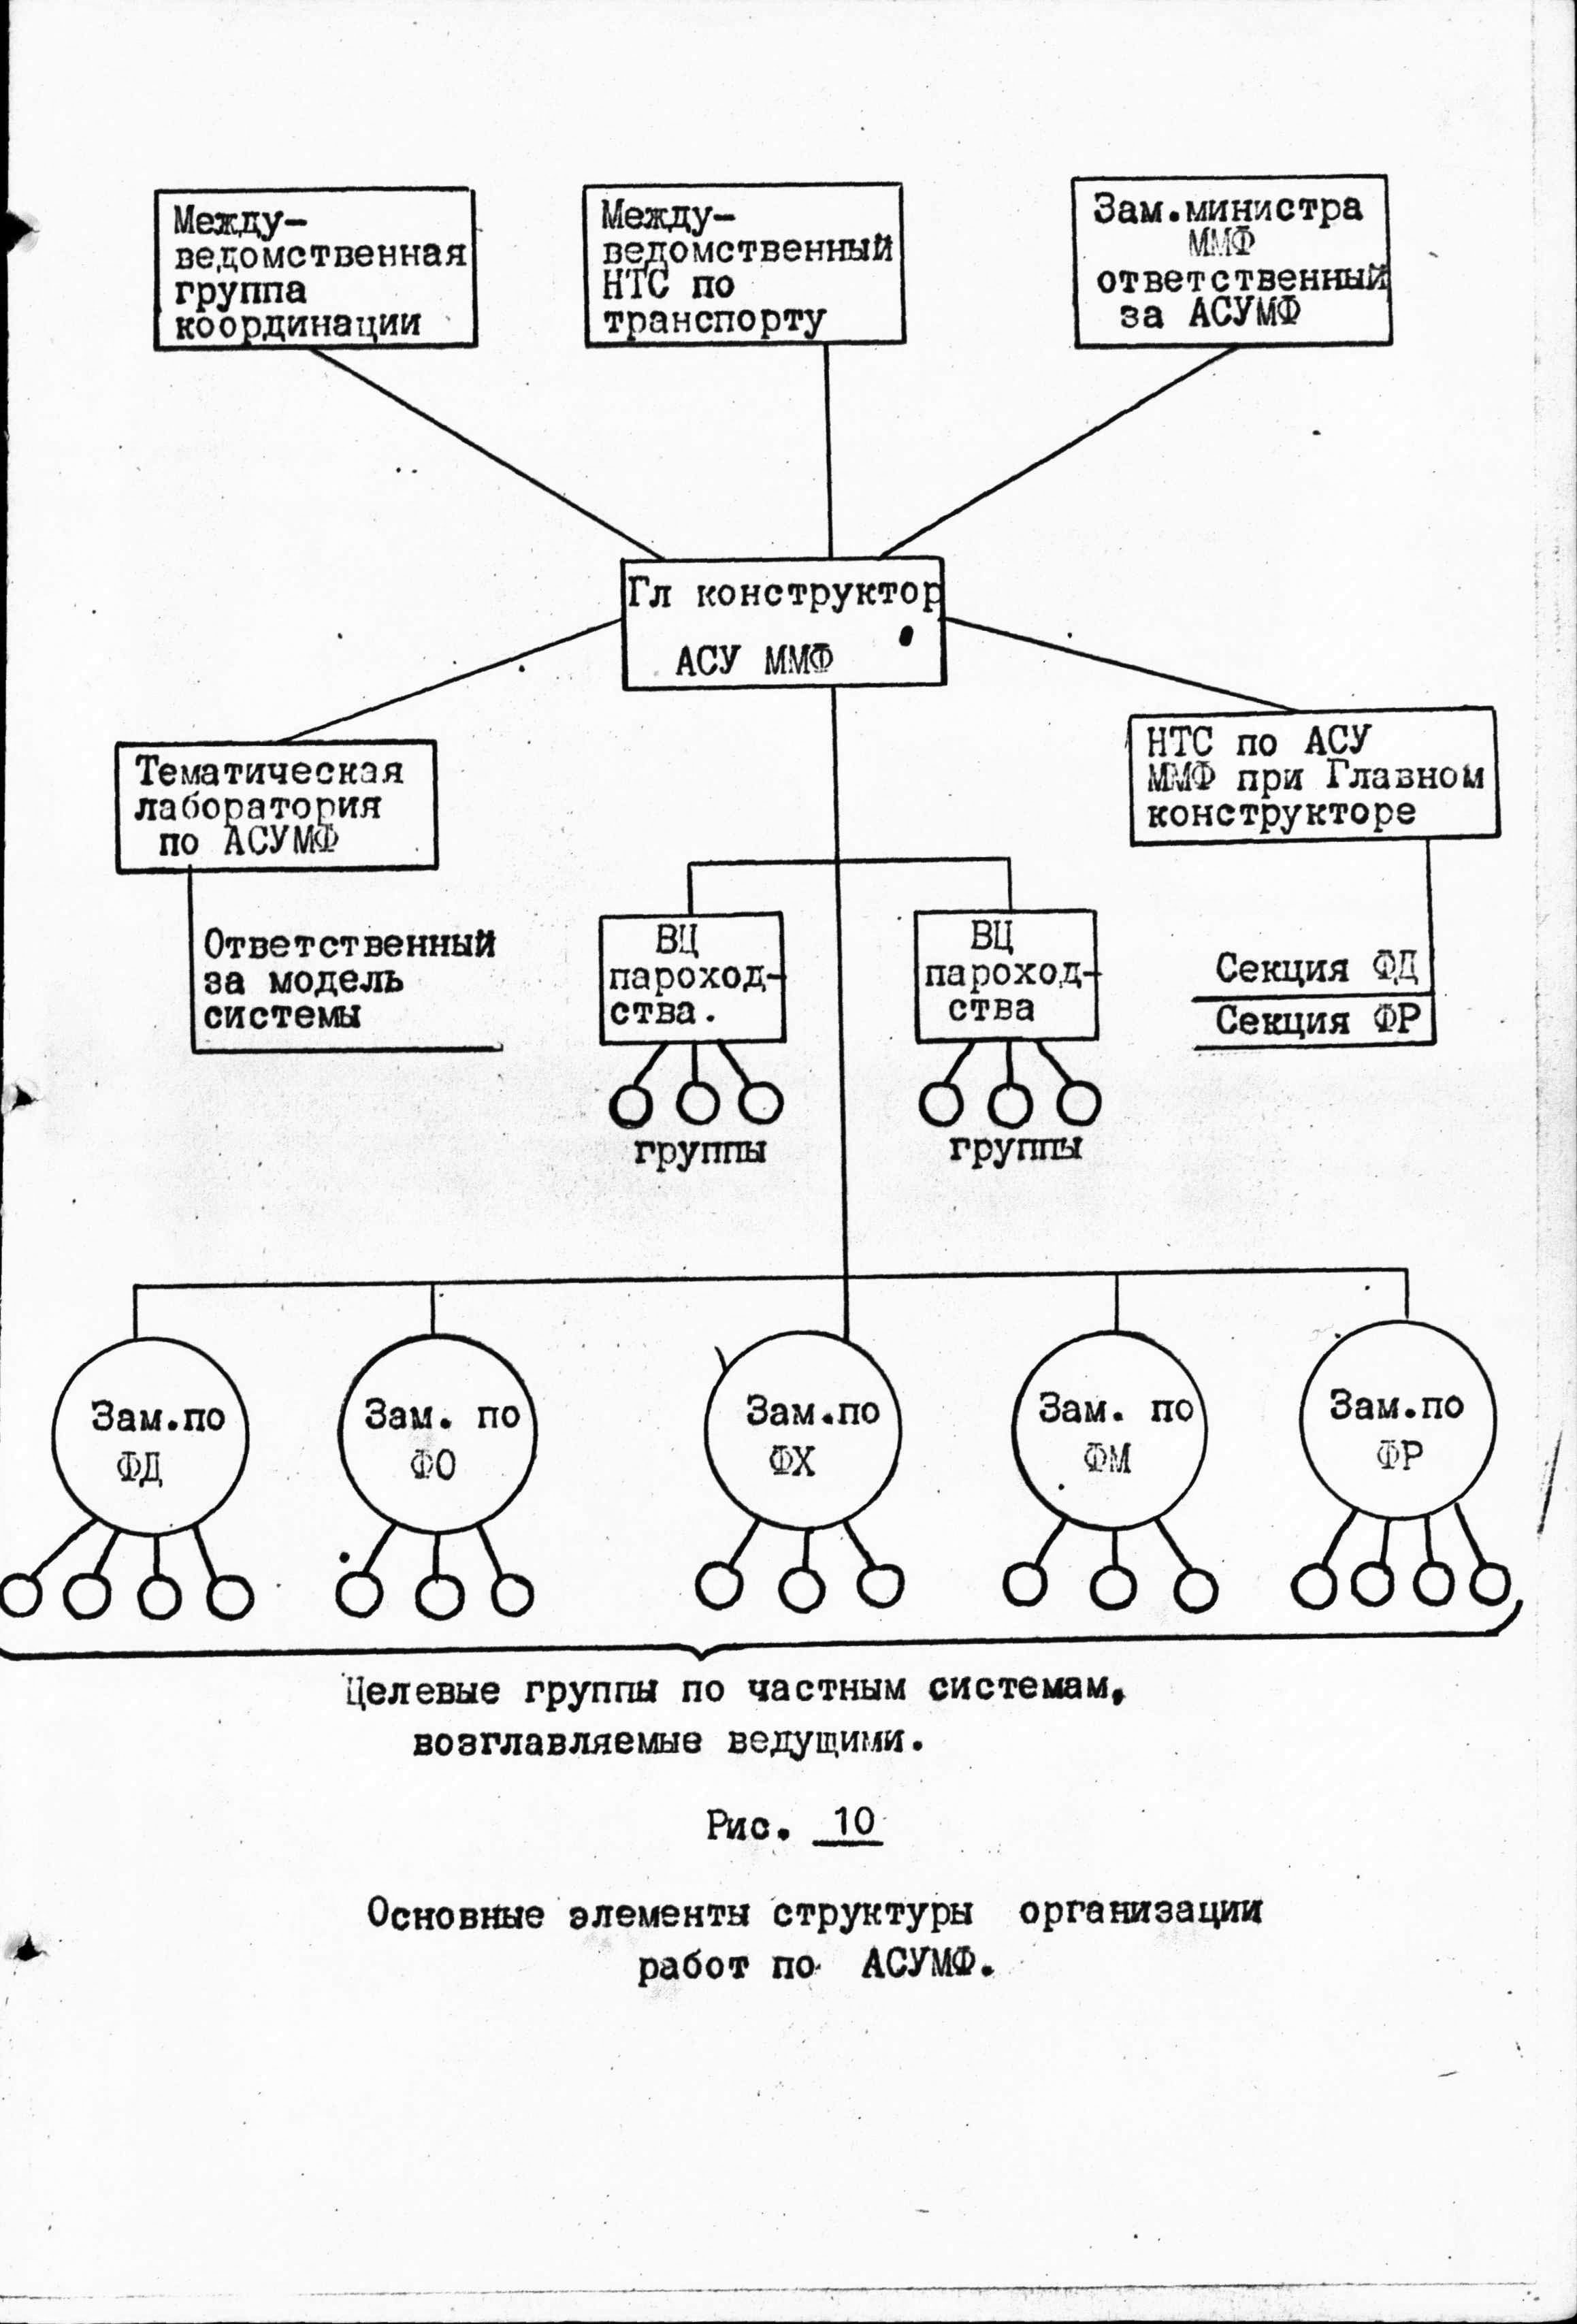 Между-
ведомственная
группа
координации
Между-
ведомственный
НТС по
транспорту
Зам.министра
ММФ
ответственный
за АСУМФ
Гл конструктор
АСУ ММФ
Тематическая
лаборатория
по АСУМФ
НТС по АСУ
ММФ при Главном
конструкторе
Ответственный
за модель
системы
ВЦ
пароход-
ства.
группы
ВЦ
пароход-
ства
группы
Секция ФД
Секция ФР
Зам.по
ФД
Зам. по
ФО
Зам.по
ФХ
Зам. по
ФМ
Зам.по
ФР
Целевые группы по частным системам,
возглавляемые ведущими.
Рис. 10
Основные элементы структуры организации
работ по АСУМФ.